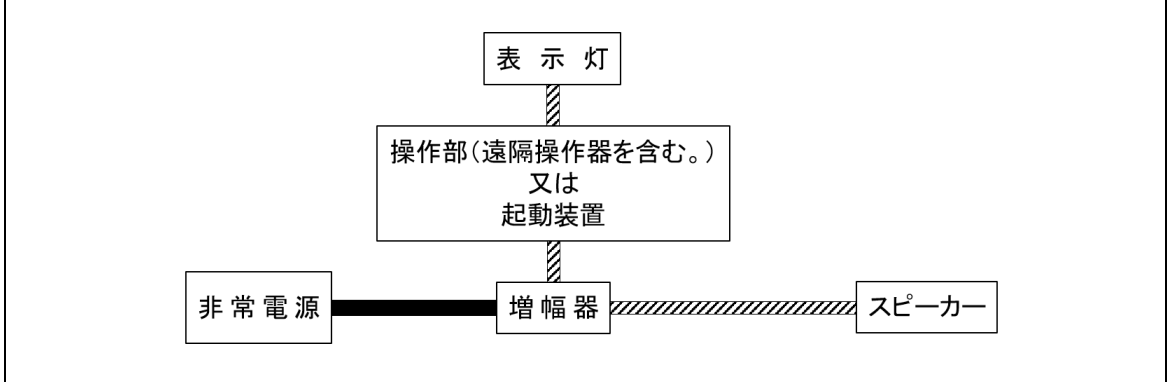 表示灯
操作部(遠隔操作器を含む。)
又は
起動装置
非常電源
増幅器
スピーカー